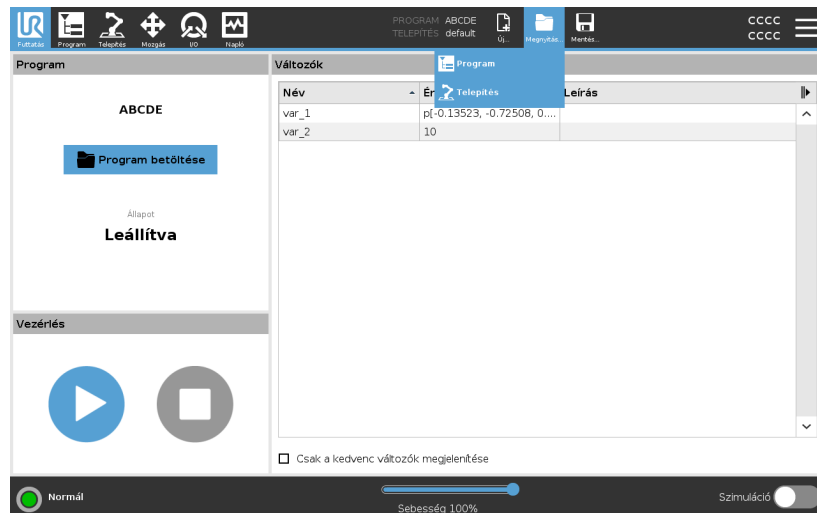 UR
Futtatás Program Telepítés Mozgás I/O Napló
PROGRAM ABCDE
TELEPÍTÉS default
Új... Megnyitás... Mentés...
CCCC
CCCC
Program
Telepítés
Program
ABCDE
Program betöltése
Állapot
Leállítva
Vezérlés
Változók
Név Ér Leírás
var_1 p[-0.13523, -0.72508, 0....
var_2 10
Csak a kedvenc változók megjelenítése
Normál
Sebesség 100%
Szimuláció